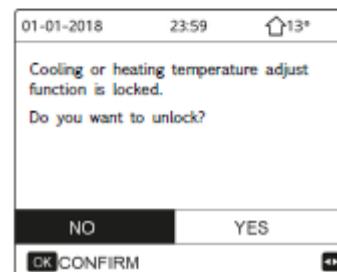 01-01-2018 23:59 13°
Cooling or heating temperature adjust
function is locked.
Do you want to unlock?
NO YES
OK CONFIRM